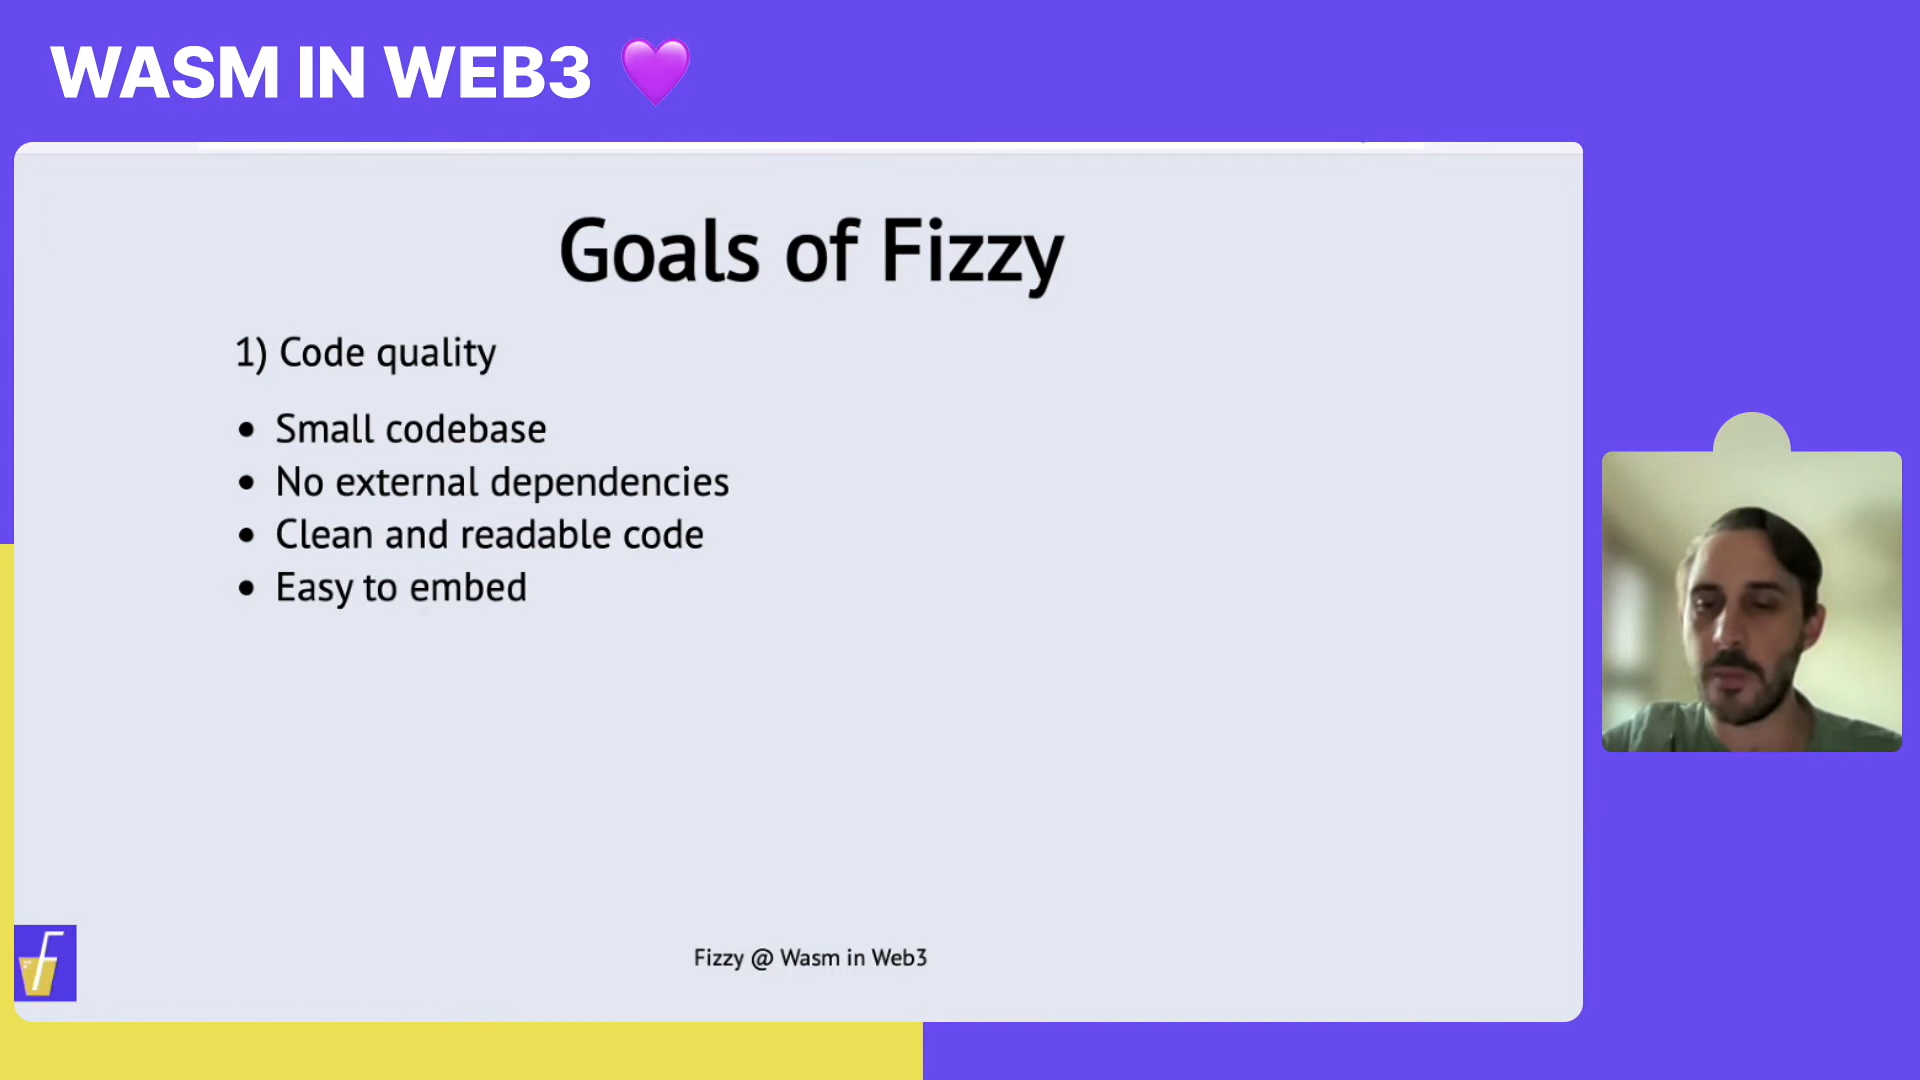 WASM IN WEB3 💜
Goals of Fizzy
1) Code quality
• Small codebase
• No external dependencies
• Clean and readable code
• Easy to embed
f
Fizzy @ Wasm in Web3